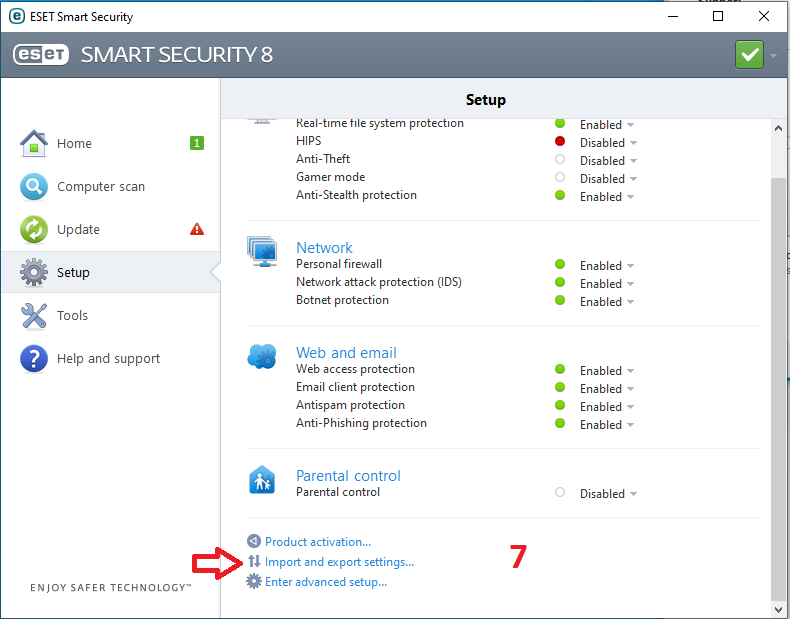 ESET Smart Security
eset SMART SECURITY 8
Setup
Home 1
Computer scan
Update
Setup
Tools
Help and support
ENJOY SAFER TECHNOLOGY™
Real-time file system protection Enabled
HIPS Disabled
Anti-Theft Disabled
Gamer mode Disabled
Anti-Stealth protection Enabled
Network
Personal firewall Enabled
Network attack protection (IDS) Enabled
Botnet protection Enabled
Web and email
Web access protection Enabled
Email client protection Enabled
Antispam protection Enabled
Anti-Phishing protection Enabled
Parental control
Parental control Disabled
Product activation...
Import and export settings...
Enter advanced setup...
7